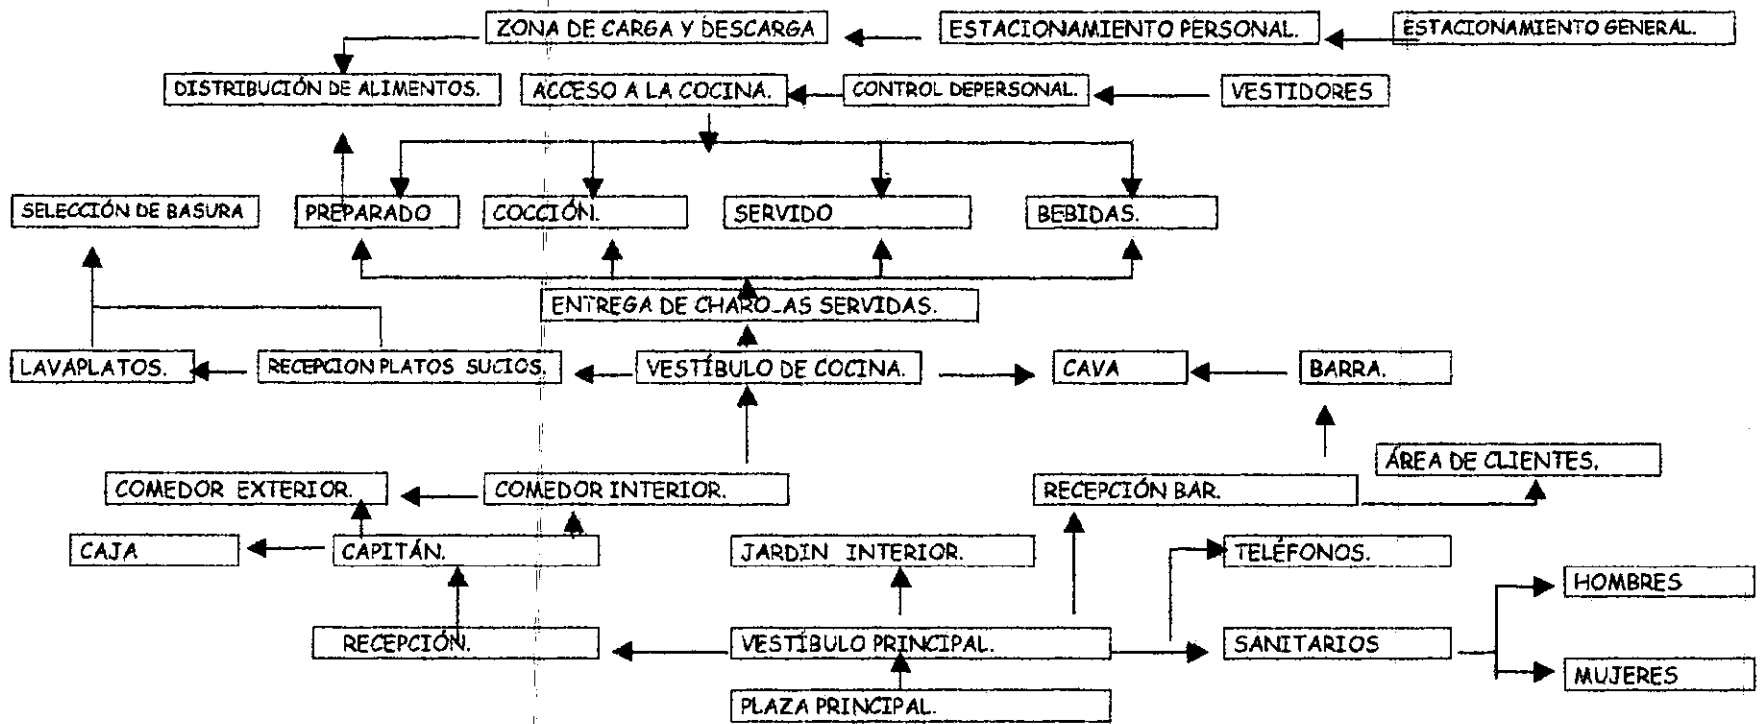 ZONA DE CARGA Y DESCARGA
ESTACIONAMIENTO PERSONAL.
ESTACIONAMIENTO GENERAL.
DISTRIBUCIÓN DE ALIMENTOS.
ACCESO A LA COCINA.
CONTROL DEPERSONAL.
VESTIDORES
SELECCIÓN DE BASURA
PREPARADO
COCCIÓN.
SERVIDO
BEBIDAS.
ENTREGA DE CHAROLAS SERVIDAS.
LAVAPLATOS.
RECEPCION PLATOS SUCIOS.
VESTÍBULO DE COCINA.
CAVA
BARRA.
ÁREA DE CLIENTES.
COMEDOR EXTERIOR.
COMEDOR INTERIOR.
RECEPCIÓN BAR.
CAJA
CAPITÁN.
JARDIN INTERIOR.
TELÉFONOS.
HOMBRES
RECEPCIÓN.
VESTÍBULO PRINCIPAL.
SANITARIOS
MUJERES
PLAZA PRINCIPAL.